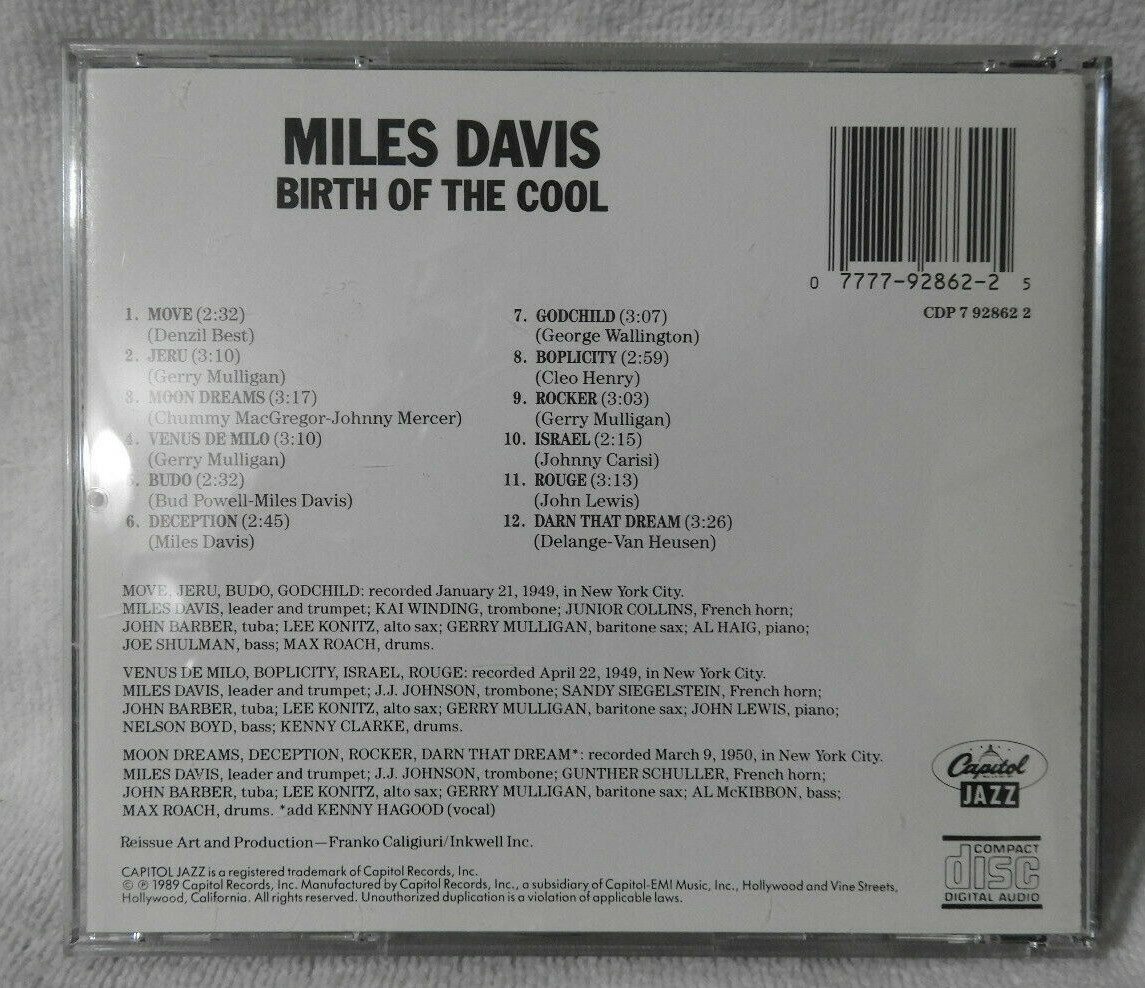 MILES DAVIS
BIRTH OF THE COOL
0 7777-92862-2 5
CDP 7 92862 2
1. MOVE (2:32)
(Denzil Best)
2. JERU (3:10)
(Gerry Mulligan)
3. MOON DREAMS (3:17)
(Chummy MacGregor-Johnny Mercer)
4. VENUS DE MILO (3:10)
(Gerry Mulligan)
5. BUDO (2:32)
(Bud Powell-Miles Davis)
6. DECEPTION (2:45)
(Miles Davis)
7. GODCHILD (3:07)
(George Wallington)
8. BOPLICITY (2:59)
(Cleo Henry)
9. ROCKER (3:03)
(Gerry Mulligan)
10. ISRAEL (2:15)
(Johnny Carisi)
11. ROUGE (3:13)
(John Lewis)
12. DARN THAT DREAM (3:26)
(Delange-Van Heusen)
MOVE, JERU, BUDO, GODCHILD: recorded January 21, 1949, in New York City.
MILES DAVIS, leader and trumpet; KAI WINDING, trombone; JUNIOR COLLINS, French horn;
JOHN BARBER, tuba; LEE KONITZ, alto sax; GERRY MULLIGAN, baritone sax; AL HAIG, piano;
JOE SHULMAN, bass; MAX ROACH, drums.
VENUS DE MILO, BOPLICITY, ISRAEL, ROUGE: recorded April 22, 1949, in New York City.
MILES DAVIS, leader and trumpet; J.J. JOHNSON, trombone; SANDY SIEGELSTEIN, French horn;
JOHN BARBER, tuba; LEE KONITZ, alto sax; GERRY MULLIGAN, baritone sax; JOHN LEWIS, piano;
NELSON BOYD, bass; KENNY CLARKE, drums.
MOON DREAMS, DECEPTION, ROCKER, DARN THAT DREAM*: recorded March 9, 1950, in New York City.
MILES DAVIS, leader and trumpet; J.J. JOHNSON, trombone; GUNTHER SCHULLER, French horn;
JOHN BARBER, tuba; LEE KONITZ, alto sax; GERRY MULLIGAN, baritone sax; AL McKIBBON, bass;
MAX ROACH, drums. *add KENNY HAGOOD (vocal)
Reissue Art and Production—Franko Caligiuri/Inkwell Inc.
CAPITOL JAZZ is a registered trademark of Capitol Records, Inc.
© ℗ 1989 Capitol Records, Inc. Manufactured by Capitol Records, Inc., a subsidiary of Capitol-EMI Music, Inc., Hollywood and Vine Streets,
Hollywood, California. All rights reserved. Unauthorized duplication is a violation of applicable laws.
Capitol
JAZZ
COMPACT
disc
DIGITAL AUDIO